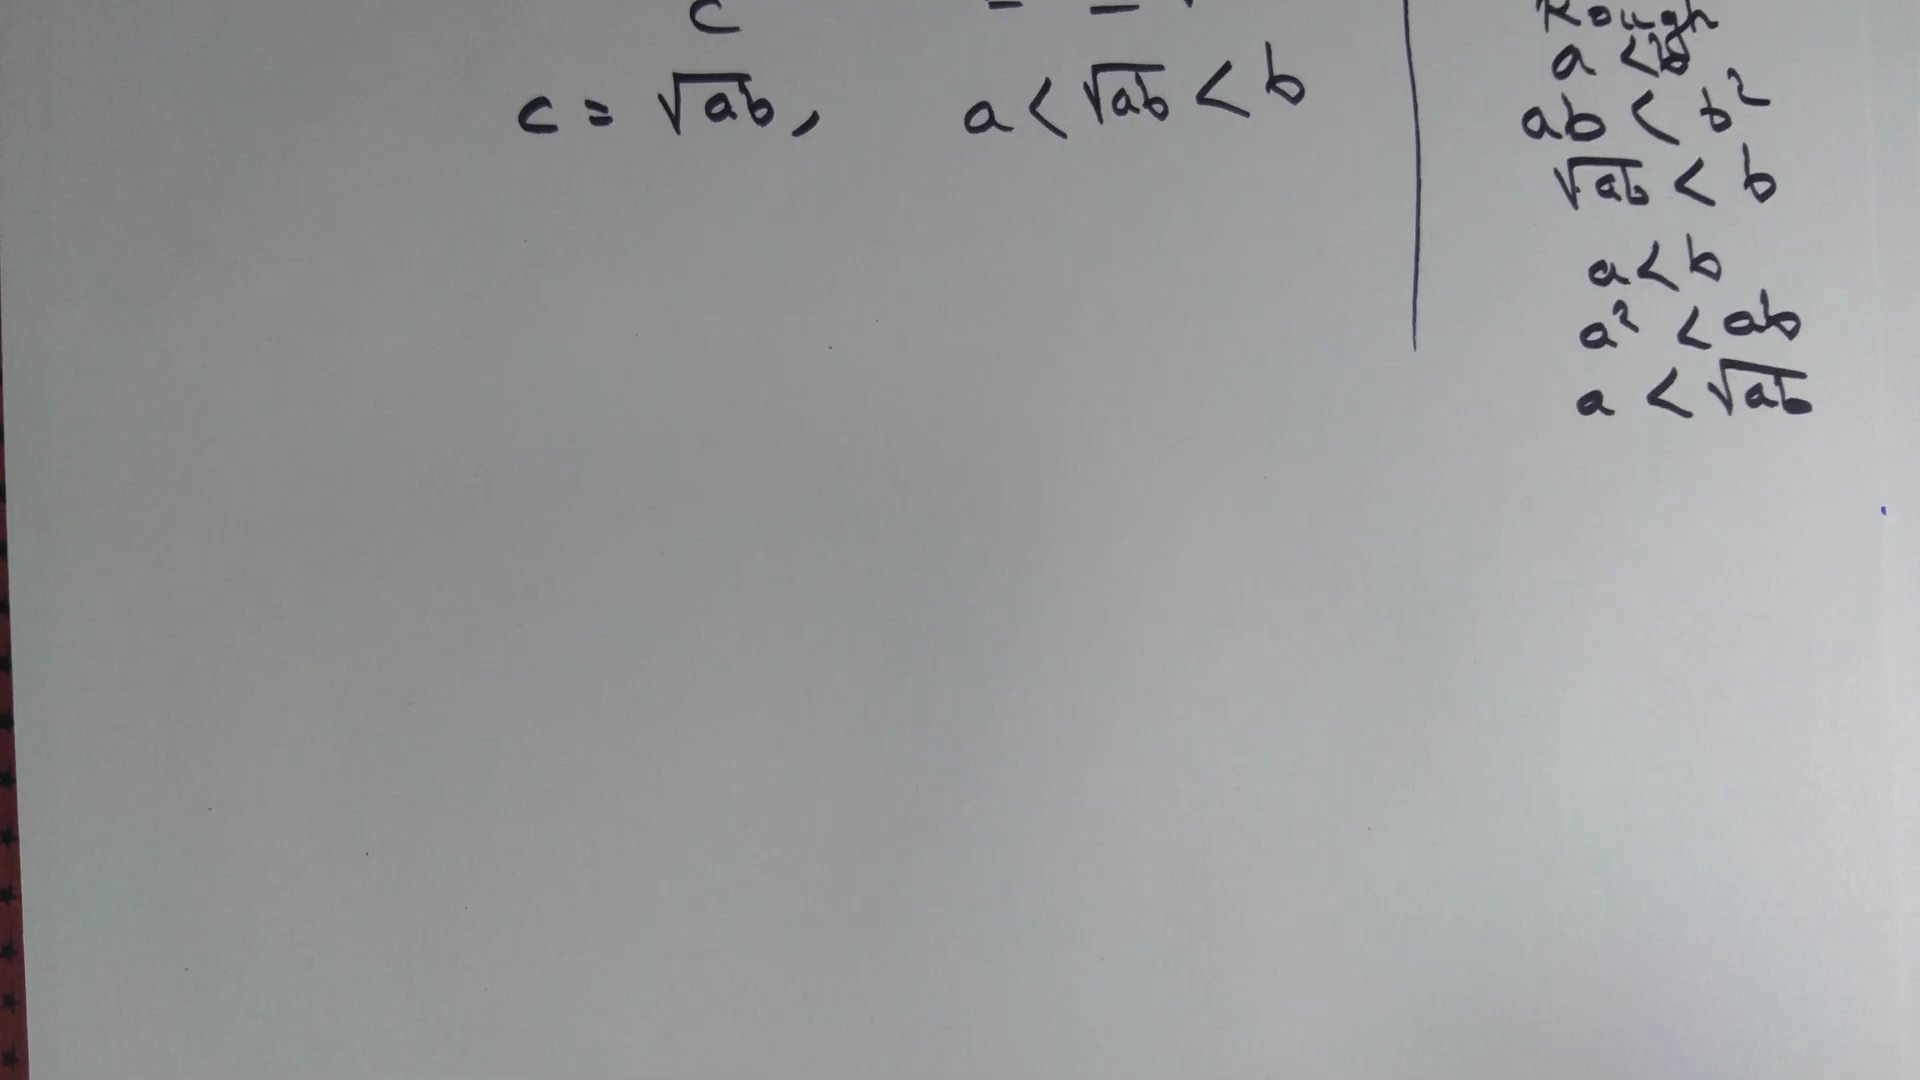 c
c = √ab, a < √ab < b
Rough
a < b
ab < b²
√ab < b
a < b
a² < ab
a < √ab